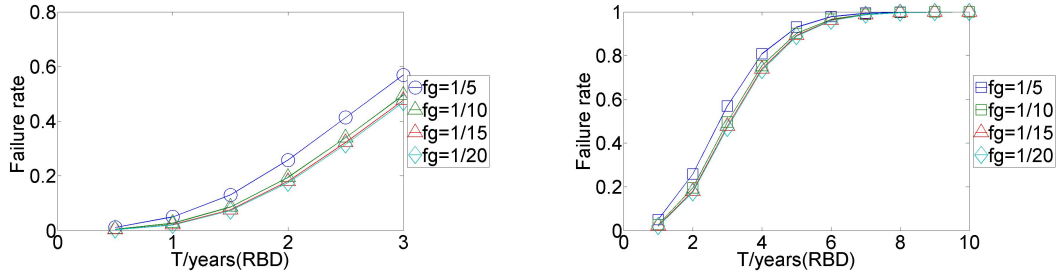 0.8
0.6
0.4
0.2
0
Failure rate
0 1 2 3
T/years(RBD)
fg=1/5
fg=1/10
fg=1/15
fg=1/20
1
0.8
0.6
0.4
0.2
0
Failure rate
0 2 4 6 8 10
T/years(RBD)
fg=1/5
fg=1/10
fg=1/15
fg=1/20